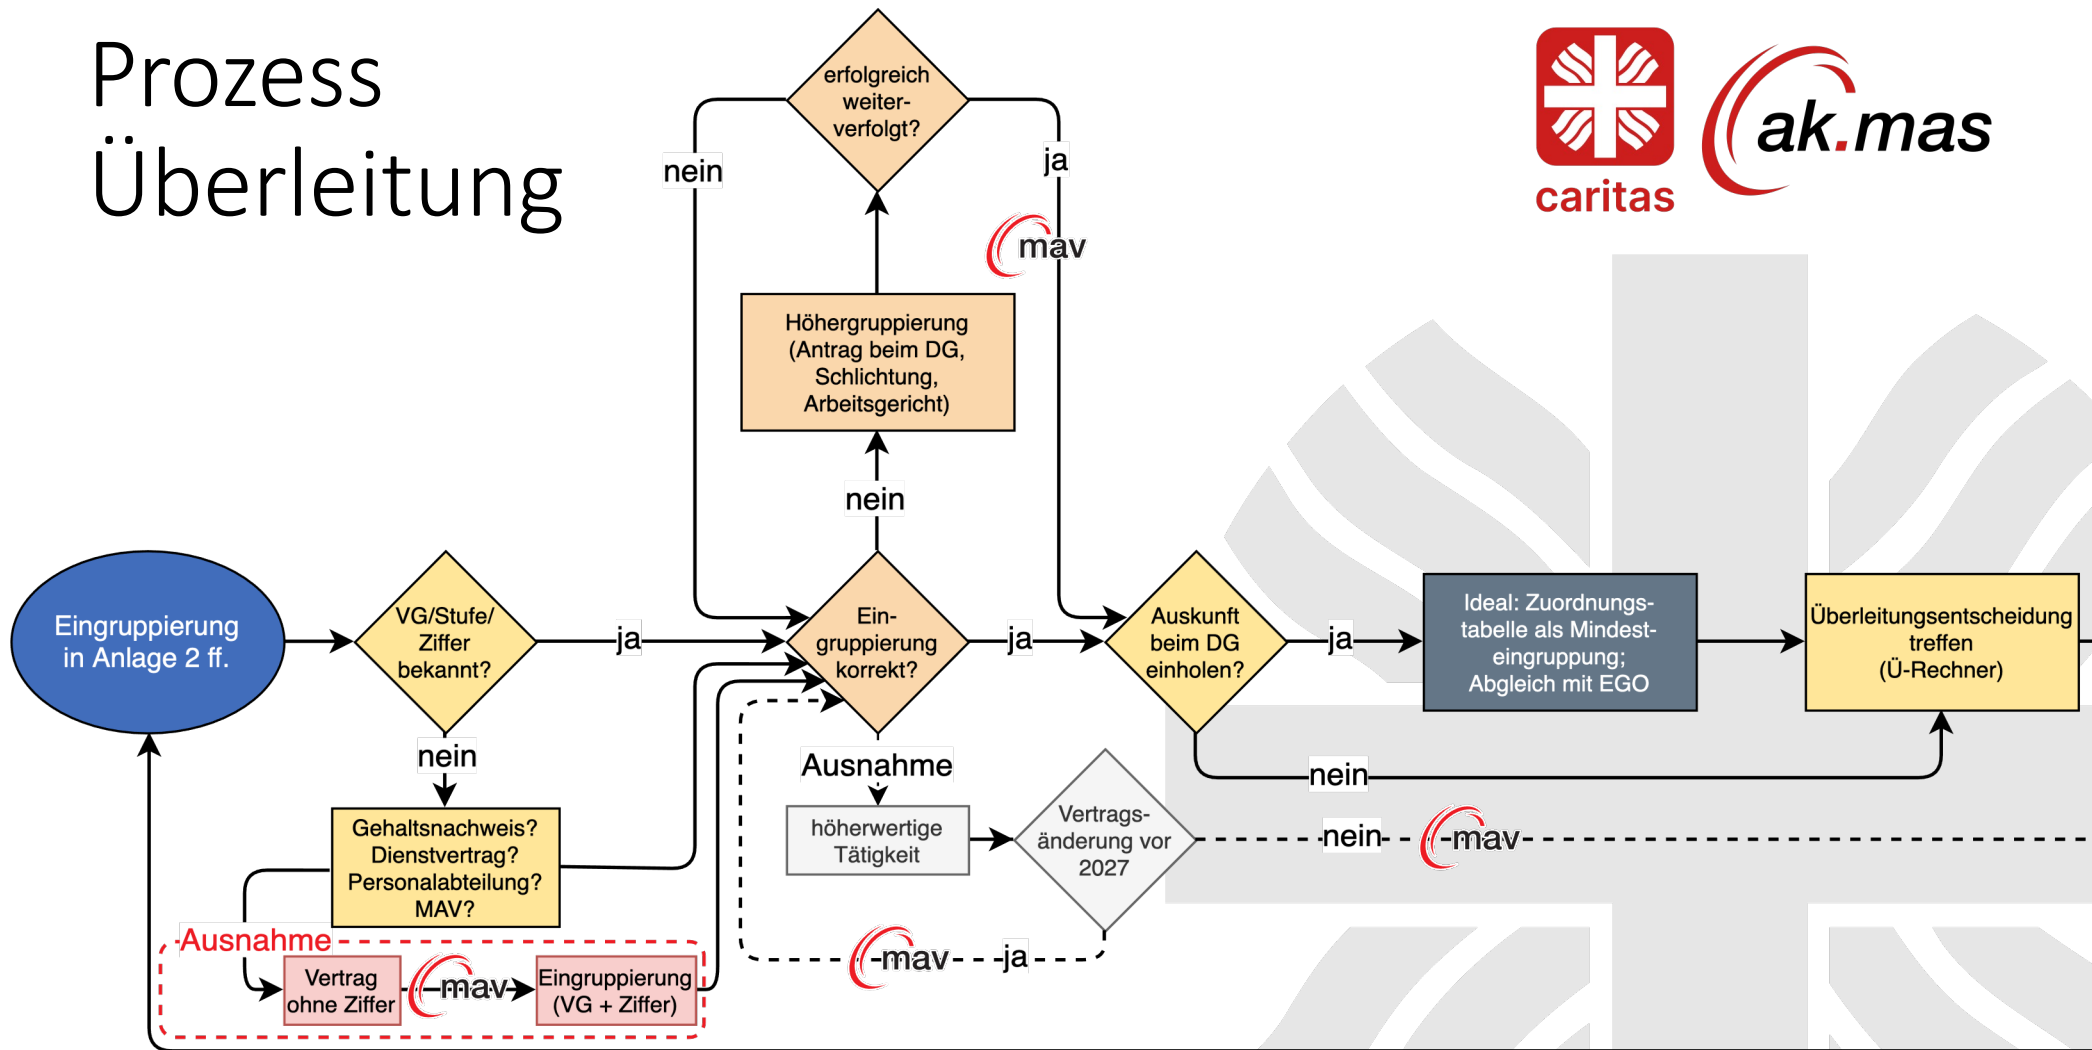 Prozess
Überleitung
erfolgreich
weiter-
verfolgt?
nein
ja
mav
caritas
ak.mas
Höhergruppierung
(Antrag beim DG,
Schlichtung,
Arbeitsgericht)
nein
Eingruppierung
in Anlage 2 ff.
VG/Stufe/
Ziffer
bekannt?
ja
Ein-
gruppierung
korrekt?
ja
Auskunft
beim DG
einholen?
ja
Ideal: Zuordnungs-
tabelle als Mindest-
eingruppung;
Abgleich mit EGO
Überleitungsentscheidung
treffen
(Ü-Rechner)
nein
Ausnahme
nein
Gehaltsnachweis?
Dienstvertrag?
Personalabteilung?
MAV?
höherwertige
Tätigkeit
Vertrags-
änderung vor
2027
nein
mav
Ausnahme
Vertrag
ohne Ziffer
mav
Eingruppierung
(VG + Ziffer)
mav
ja